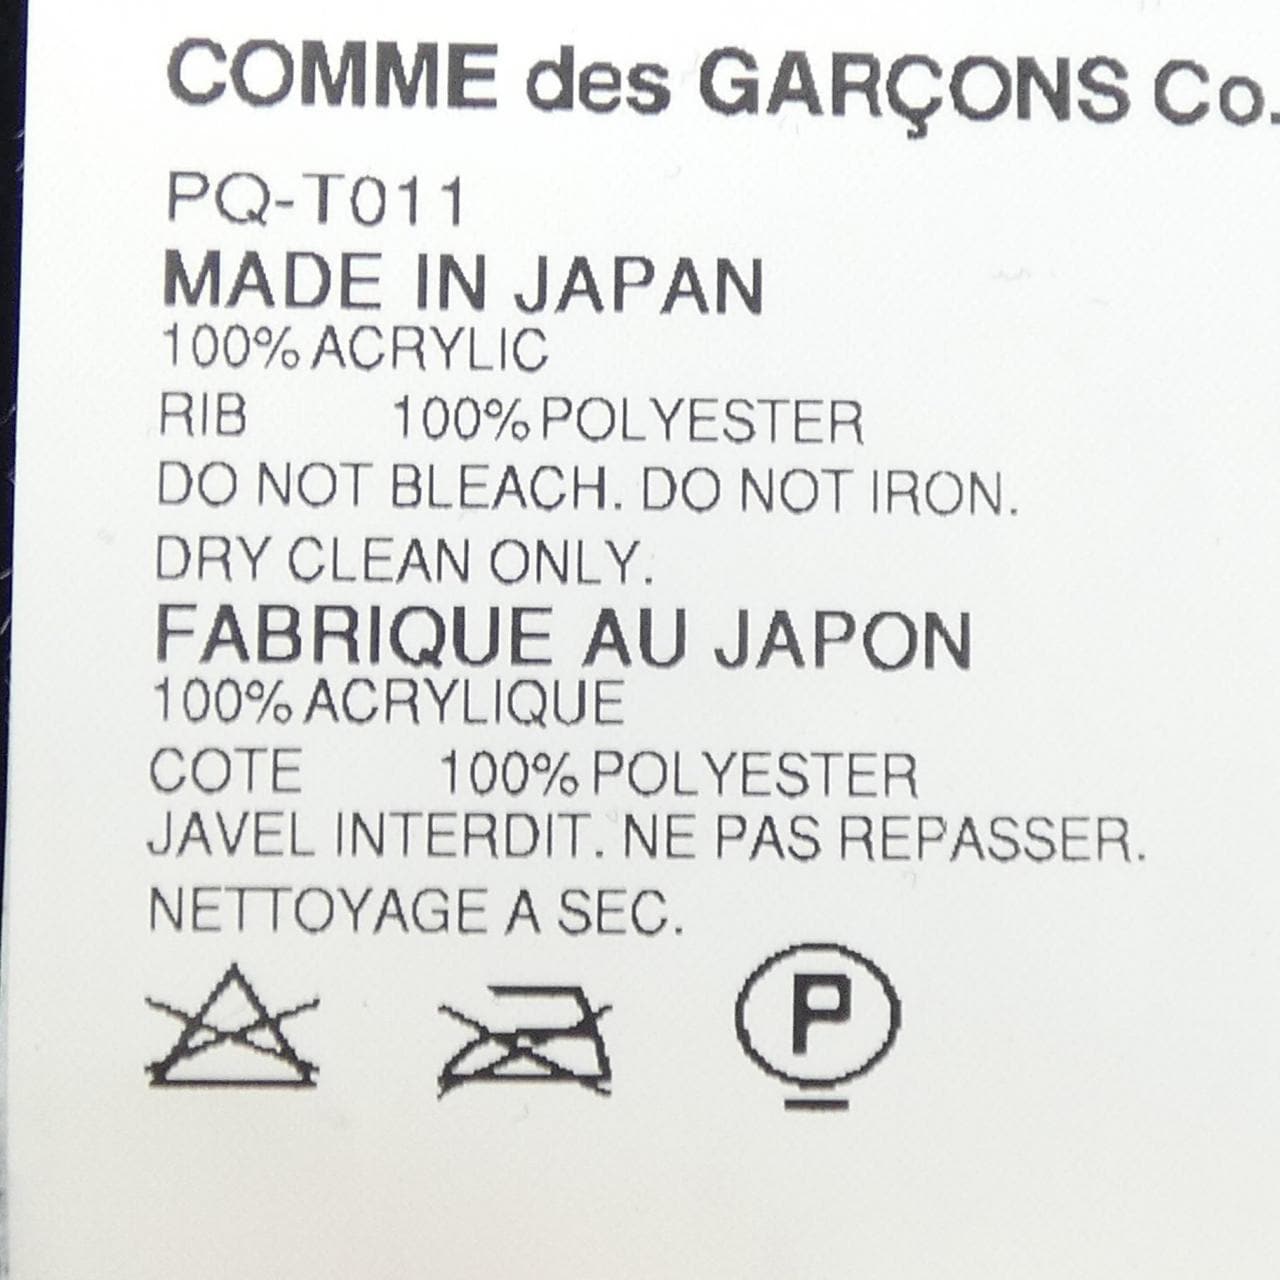 COMME des GARÇONS Co.
PQ-T011
MADE IN JAPAN
100% ACRYLIC
RIB 100% POLYESTER
DO NOT BLEACH. DO NOT IRON.
DRY CLEAN ONLY.
FABRIQUE AU JAPON
100% ACRYLIQUE
COTE 100% POLYESTER
JAVEL INTERDIT. NE PAS REPASSER.
NETTOYAGE A SEC.
P